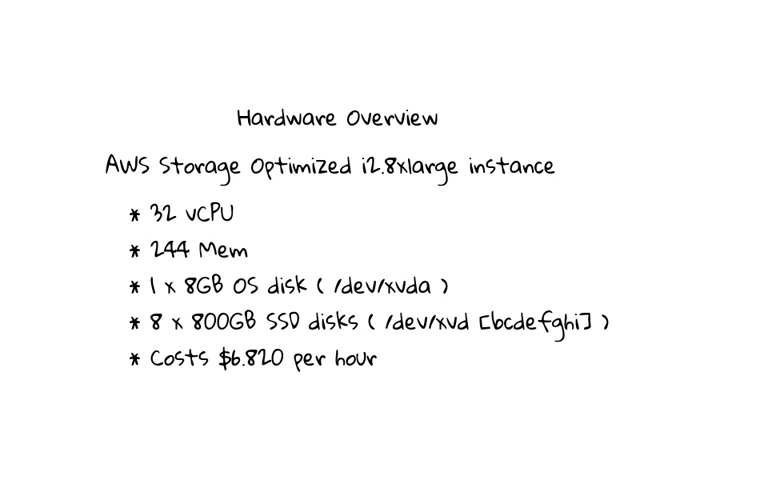 Hardware Overview
AWS Storage Optimized i2.8xlarge instance
* 32 vCPU
* 244 Mem
* 1 x 8GB OS disk ( /dev/xvda )
* 8 x 800GB SSD disks ( /dev/xvd [bcdefghi] )
* Costs $6.820 per hour